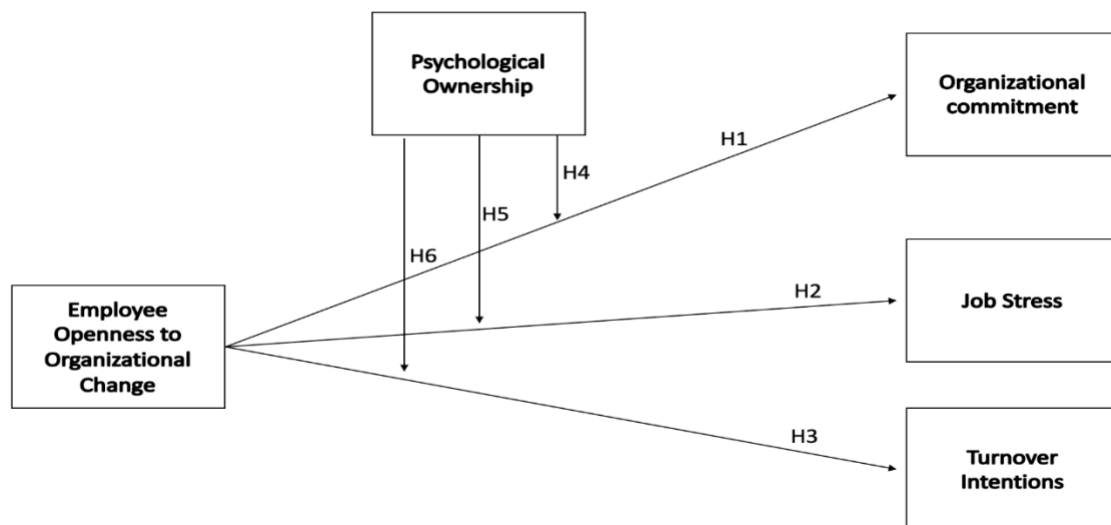 Psychological
Ownership
Organizational
commitment
H1
H4
H5
H6
Employee
Openness to
Organizational
Change
H2
Job Stress
H3
Turnover
Intentions